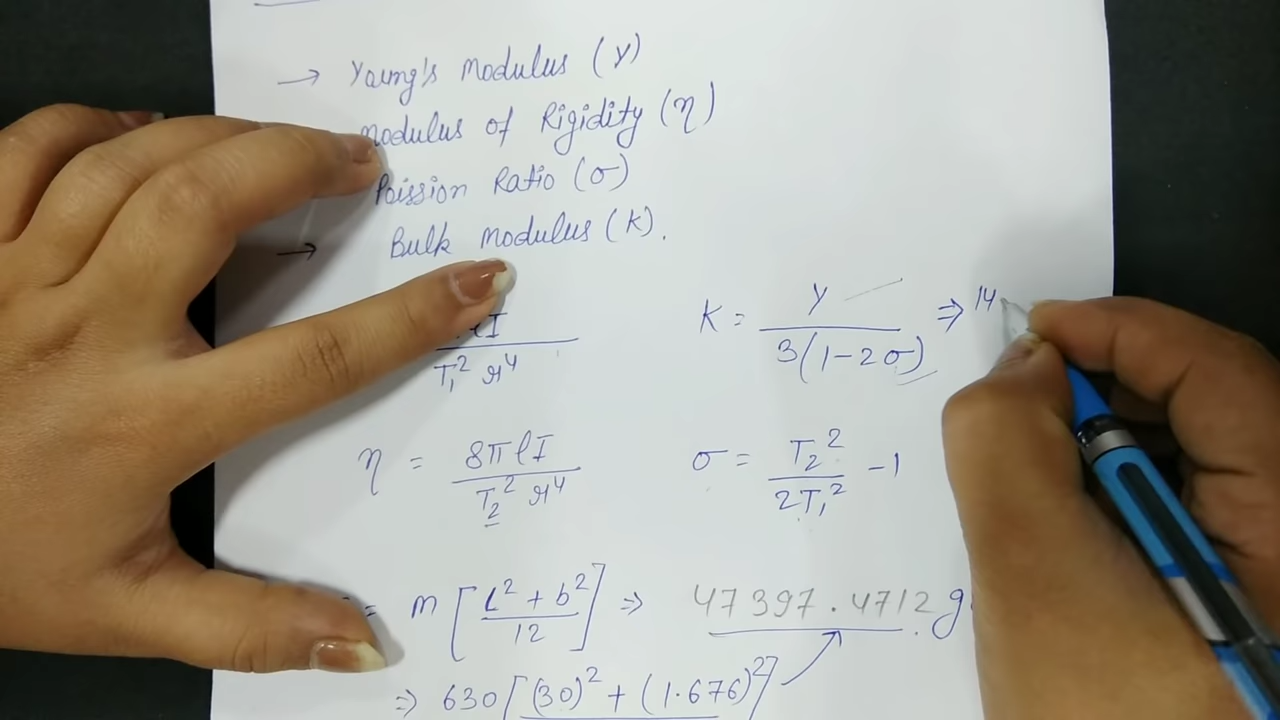 → Young's Modulus (Y)
Modulus of Rigidity (η)
Poission Ratio (σ)
→ Bulk Modulus (K).
lI / T₁² r⁴
K = Y / 3(1-2σ) ⇒ 14
η = 8πlI / T₂² r⁴
σ = T₂² / 2T₁² - 1
= m [L² + b² / 12] ⇒ 47397.4712 g
⇒ 630 [(30)² + (1.676)²]